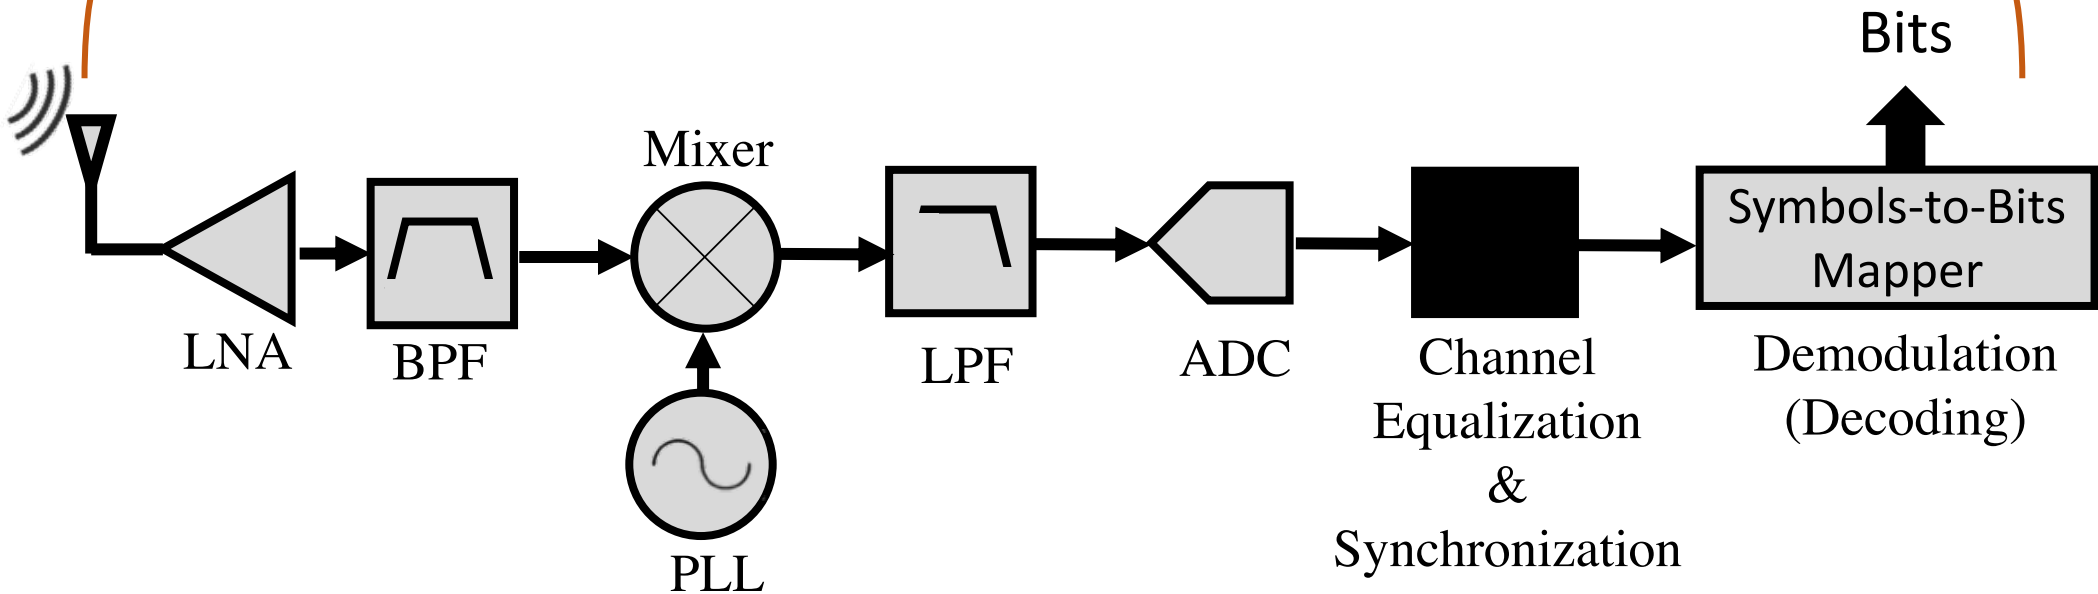 Bits
Mixer
Symbols-to-Bits
Mapper
LNA
BPF
LPF
ADC
Channel
Equalization
&
Synchronization
Demodulation
(Decoding)
PLL